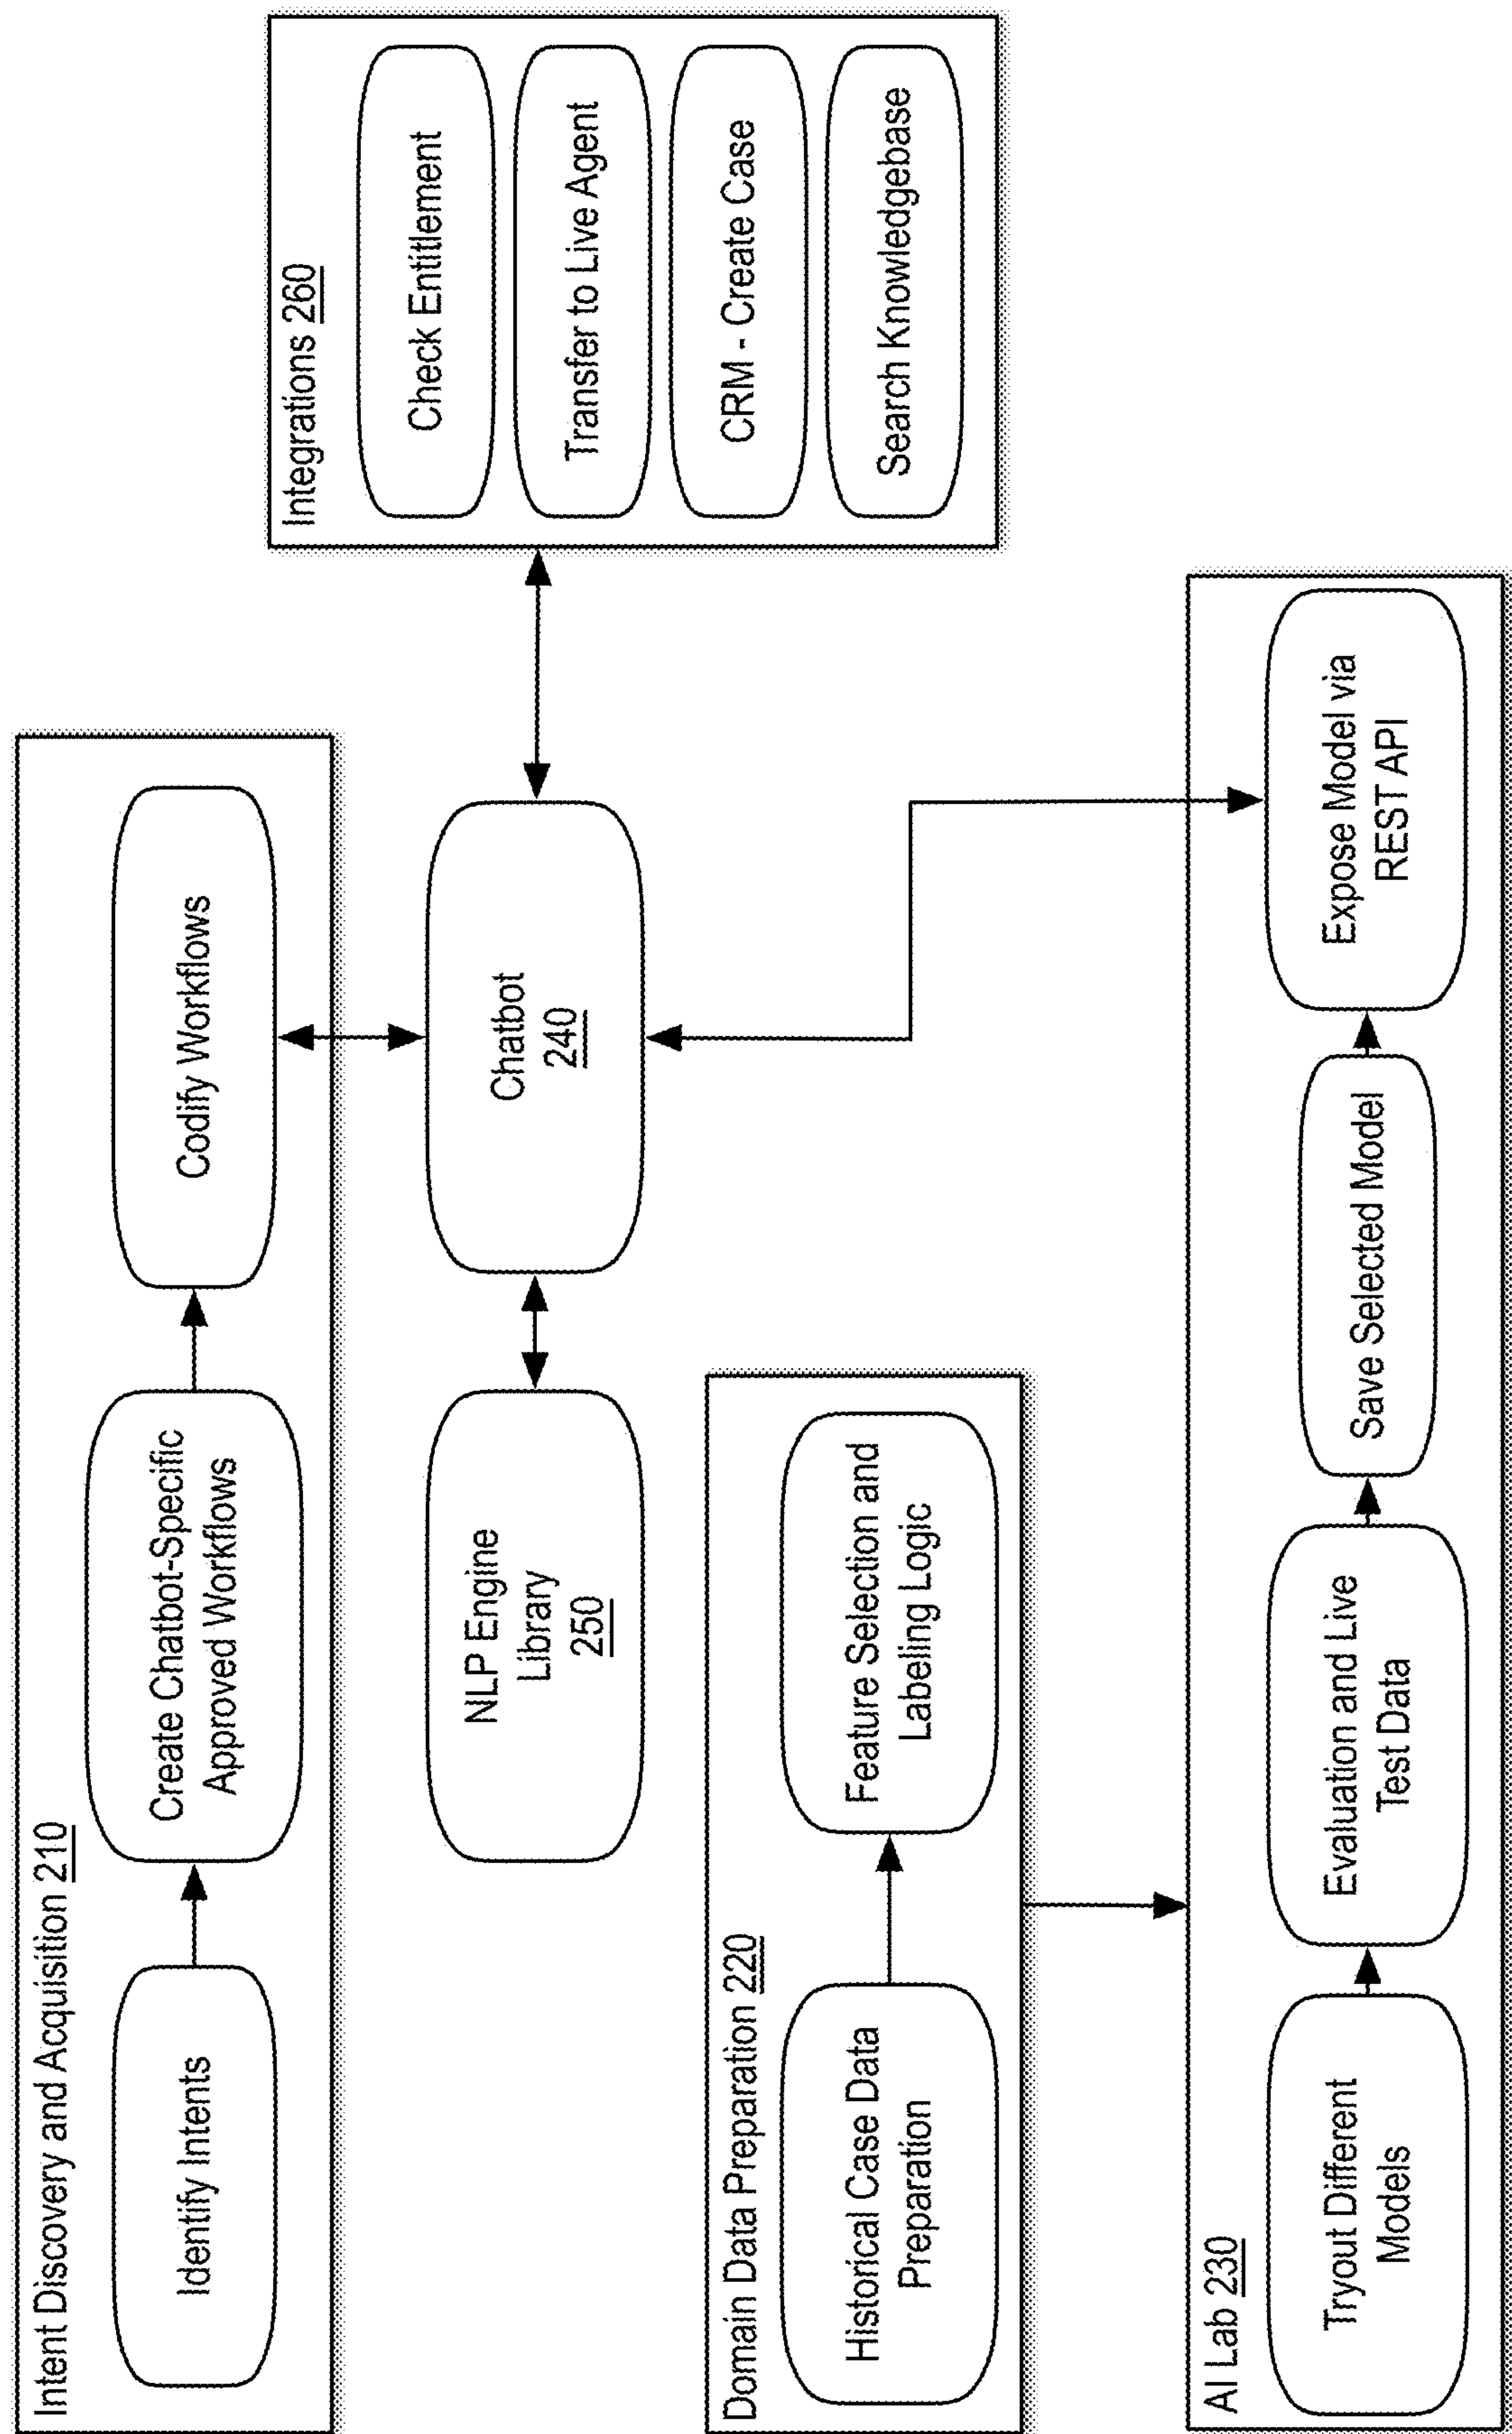 Intent Discovery and Acquisition 210
Identify Intents
Create Chatbot-Specific
Approved Workflows
Codify Workflows
NLP Engine
Library
250
Chatbot
240
Integrations 260
Check Entitlement
Transfer to Live Agent
CRM - Create Case
Search Knowledgebase
Domain Data Preparation 220
Historical Case Data
Preparation
Feature Selection and
Labeling Logic
AI Lab 230
Tryout Different
Models
Evaluation and Live
Test Data
Save Selected Model
Expose Model via
REST API